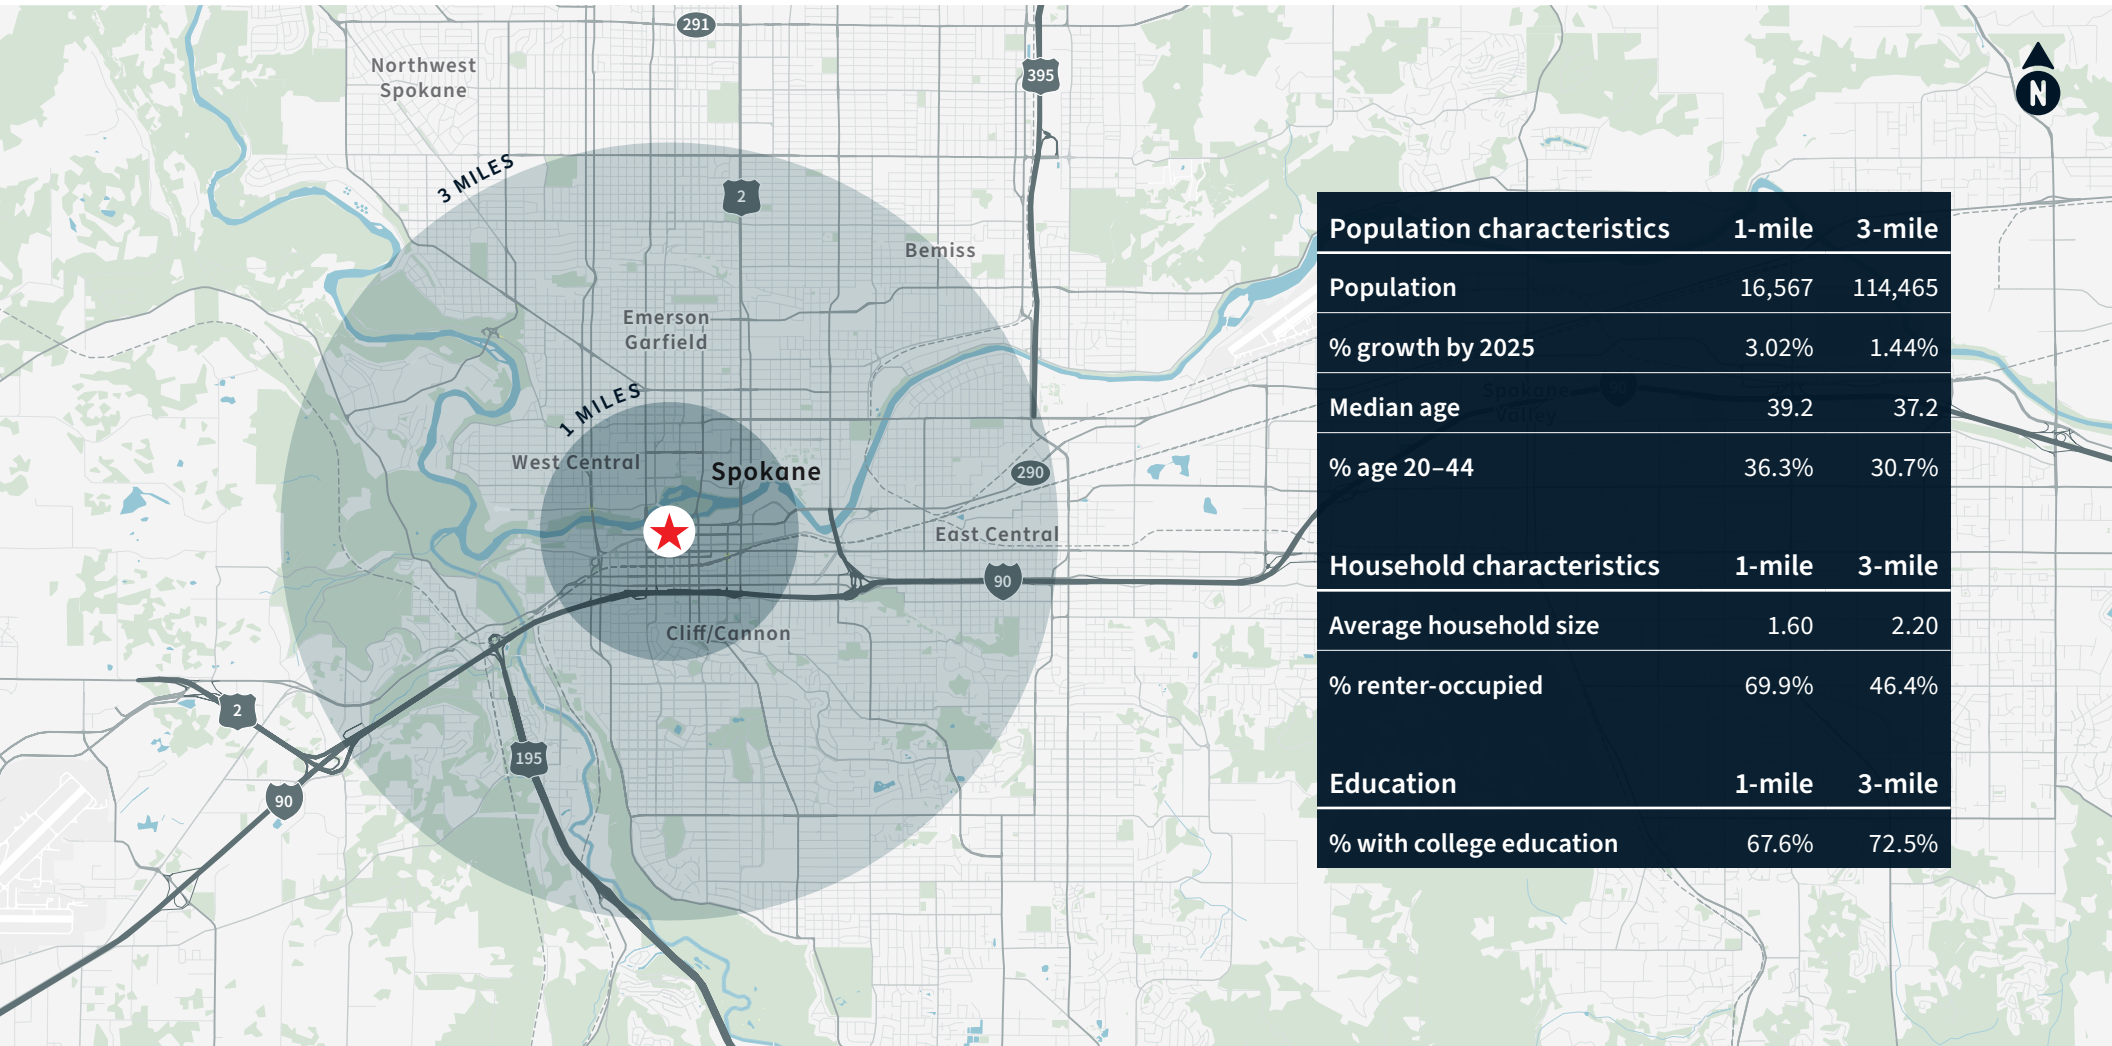 291
Northwest
Spokane
395
N
3 MILES
2
Bemiss
Emerson
Garfield
1 MILES
West Central
Spokane
290
East Central
90
Cliff/Cannon
2
195
90
Population characteristics 1-mile 3-mile
Population 16,567 114,465
% growth by 2025 3.02% 1.44%
Spokane 90
Valley
Median age 39.2 37.2
% age 20–44 36.3% 30.7%
Household characteristics 1-mile 3-mile
Average household size 1.60 2.20
% renter-occupied 69.9% 46.4%
Education 1-mile 3-mile
% with college education 67.6% 72.5%